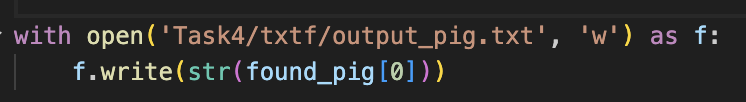 with open('Task4/txtf/output_pig.txt', 'w') as f:
    f.write(str(found_pig[0]))